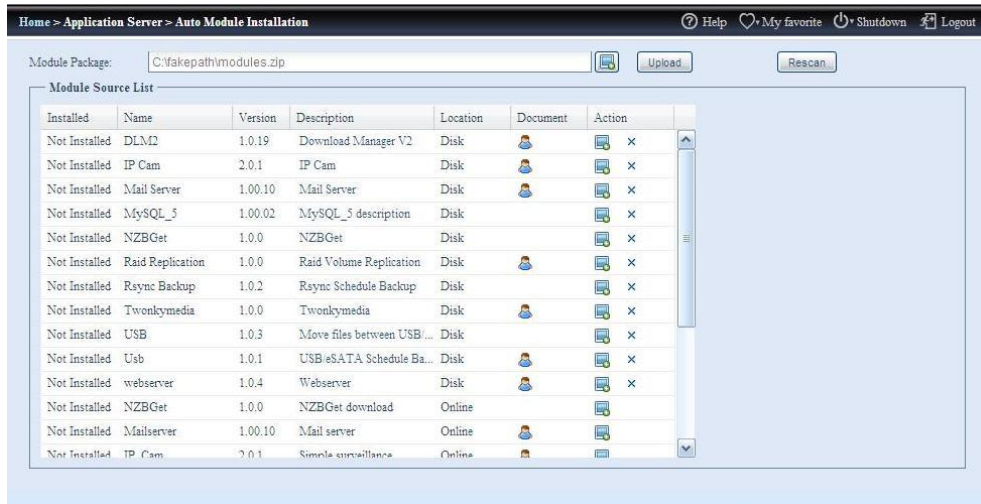 Home > Application Server > Auto Module Installation Help My favorite Shutdown Logout
Module Package: C:\fakepath\modules.zip Upload Rescan
Module Source List
Installed Name Version Description Location Document Action
Not Installed DLM2 1.0.19 Download Manager V2 Disk
Not Installed IP Cam 2.0.1 IP Cam Disk
Not Installed Mail Server 1.00.10 Mail Server Disk
Not Installed MySQL_5 1.00.02 MySQL_5 description Disk
Not Installed NZBGet 1.0.0 NZBGet Disk
Not Installed Raid Replication 1.0.0 Raid Volume Replication Disk
Not Installed Rsync Backup 1.0.2 Rsync Schedule Backup Disk
Not Installed Twonkymedia 1.0.0 Twonkymedia Disk
Not Installed USB 1.0.3 Move files between USB/... Disk
Not Installed Usb 1.0.1 USB/eSATA Schedule Ba... Disk
Not Installed webserver 1.0.4 Webserver Disk
Not Installed NZBGet 1.0.0 NZBGet download Online
Not Installed Mailserver 1.00.10 Mail server Online
Not Installed IP_Cam 2.0.1 Simple surveillance Online